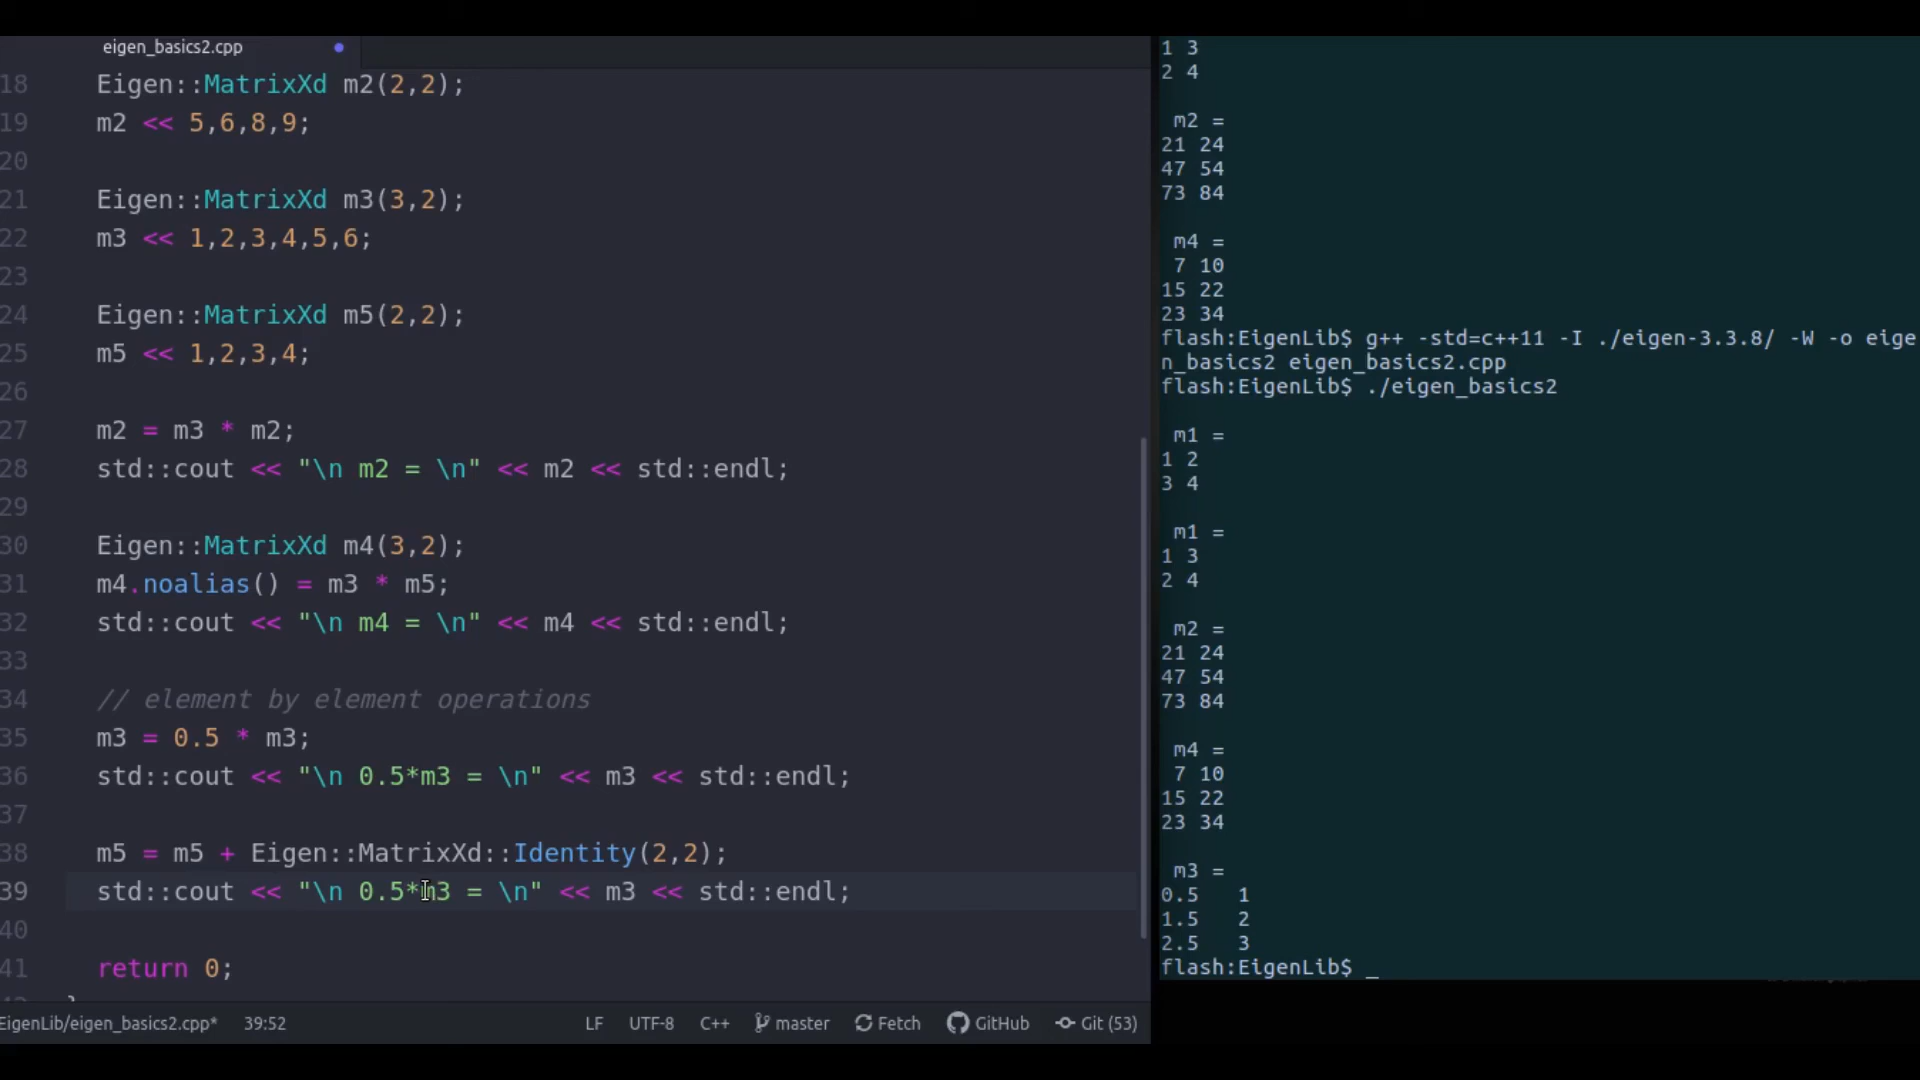 eigen_basics2.cpp
18 Eigen::MatrixXd m2(2,2);
19 m2 << 5,6,8,9;
20
21 Eigen::MatrixXd m3(3,2);
22 m3 << 1,2,3,4,5,6;
23
24 Eigen::MatrixXd m5(2,2);
25 m5 << 1,2,3,4;
26
27 m2 = m3 * m2;
28 std::cout << "\n m2 = \n" << m2 << std::endl;
29
30 Eigen::MatrixXd m4(3,2);
31 m4.noalias() = m3 * m5;
32 std::cout << "\n m4 = \n" << m4 << std::endl;
33
34 // element by element operations
35 m3 = 0.5 * m3;
36 std::cout << "\n 0.5*m3 = \n" << m3 << std::endl;
37
38 m5 = m5 + Eigen::MatrixXd::Identity(2,2);
39 std::cout << "\n 0.5*m3 = \n" << m3 << std::endl;
40
41 return 0;
EigenLib/eigen_basics2.cpp* 39:52 LF UTF-8 C++ master Fetch GitHub Git (53)
1 3
2 4
m2 =
21 24
47 54
73 84
m4 =
7 10
15 22
23 34
flash:EigenLib$ g++ -std=c++11 -I ./eigen-3.3.8/ -W -o eige
n_basics2 eigen_basics2.cpp
flash:EigenLib$ ./eigen_basics2
m1 =
1 2
3 4
m1 =
1 3
2 4
m2 =
21 24
47 54
73 84
m4 =
7 10
15 22
23 34
m3 =
0.5 1
1.5 2
2.5 3
flash:EigenLib$ _